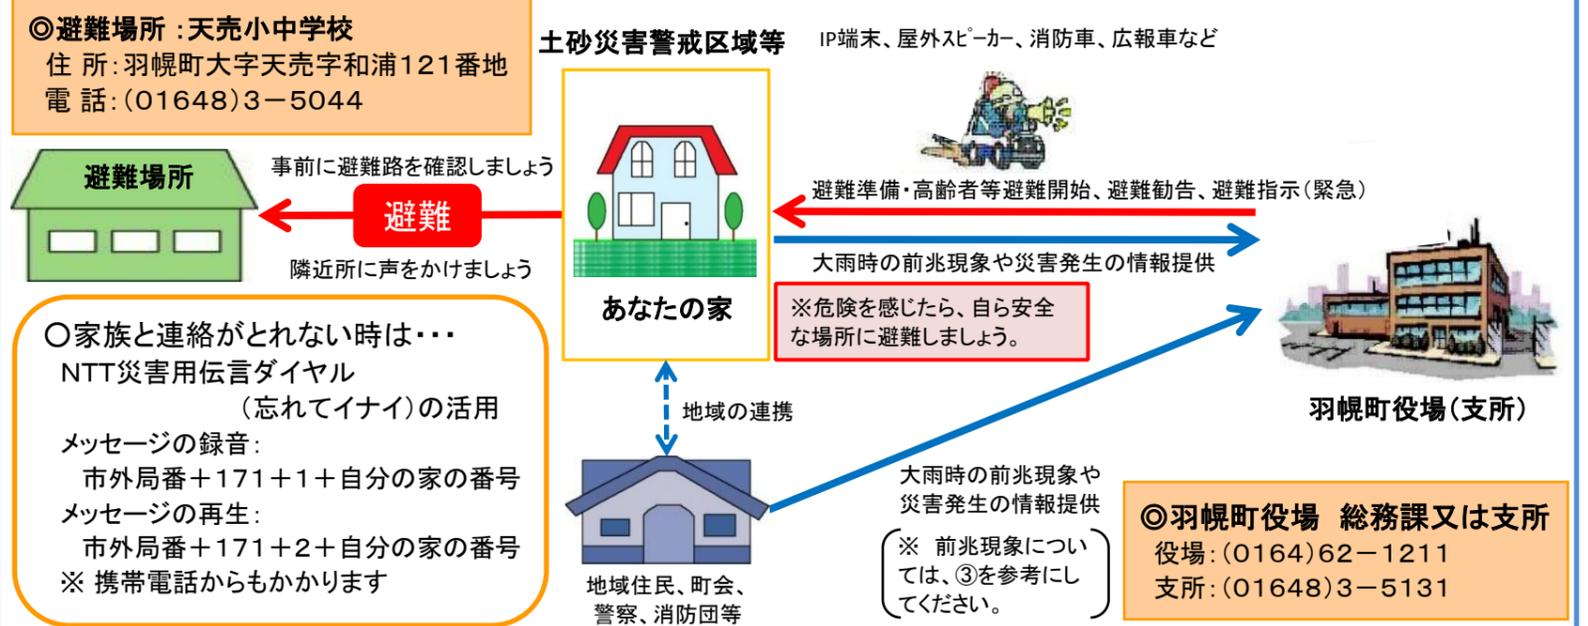 ◎避難場所：天売小中学校
住 所：羽幌町大字天売字和浦121番地
電 話：（01648）3－5044
土砂災害警戒区域等
IP端末、屋外ｽﾋﾟｰｶｰ、消防車、広報車など
避難場所
事前に避難路を確認しましょう
避難
隣近所に声をかけましょう
避難準備・高齢者等避難開始、避難勧告、避難指示（緊急）
大雨時の前兆現象や災害発生の情報提供
あなたの家
※危険を感じたら、自ら安全
な場所に避難しましょう。
羽幌町役場（支所）
〇家族と連絡がとれない時は・・・
NTT災害用伝言ダイヤル
（忘れてイナイ）の活用
メッセージの録音：
市外局番＋171＋1＋自分の家の番号
メッセージの再生：
市外局番＋171＋2＋自分の家の番号
※ 携帯電話からもかかります
地域の連携
地域住民、町会、
警察、消防団等
大雨時の前兆現象や
災害発生の情報提供
※ 前兆現象につい
ては、③を参考にし
てください。
◎羽幌町役場 総務課又は支所
役場：（0164）62－1211
支所：（01648）3－5131